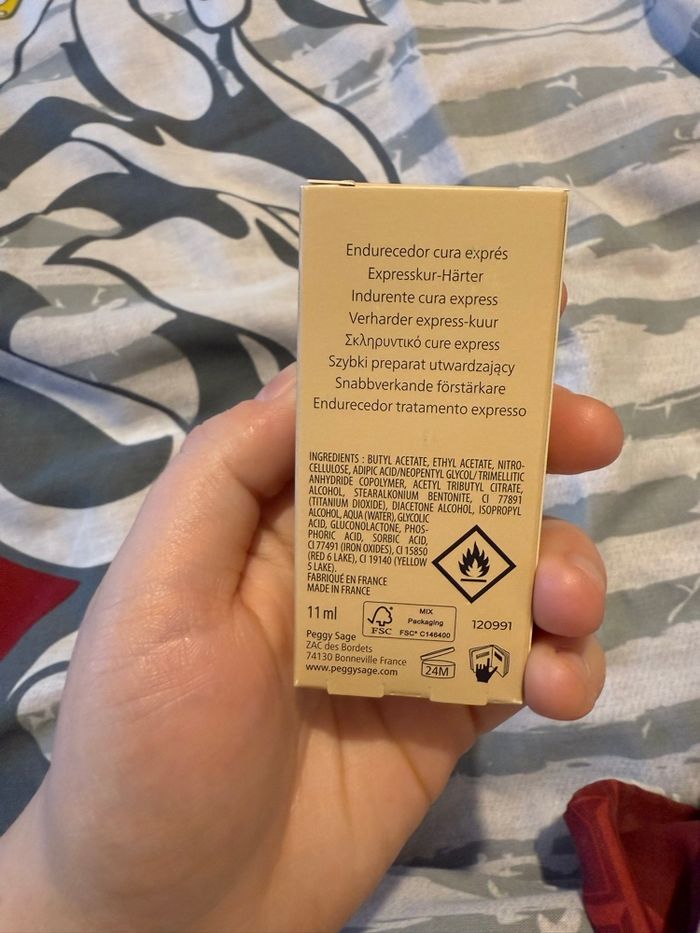 Endurecedor cura exprés
Expresskur-Härter
Indurente cura express
Verharder express-kuur
Σκληρυντικό cure express
Szybki preparat utwardzający
Snabbverkande förstärkare
Endurecedor tratamento expresso
INGREDIENTS : BUTYL ACETATE, ETHYL ACETATE, NITRO-
CELLULOSE, ADIPIC ACID/NEOPENTYL GLYCOL/TRIMELLITIC
ANHYDRIDE COPOLYMER, ACETYL TRIBUTYL CITRATE,
ALCOHOL, STEARALKONIUM BENTONITE, CI 77891
(TITANIUM DIOXIDE), DIACETONE ALCOHOL, ISOPROPYL
ALCOHOL, AQUA (WATER), GLYCOLIC
ACID, GLUCONOLACTONE, PHOS-
PHORIC ACID, SORBIC ACID,
CI 77491 (IRON OXIDES), CI 15850
(RED 6 LAKE), CI 19140 (YELLOW
5 LAKE).
FABRIQUÉ EN FRANCE
MADE IN FRANCE
11 ml
FSC
MIX
Packaging
FSC® C146400
120991
Peggy Sage
ZAC des Bordets
74130 Bonneville France
www.peggysage.com
24M